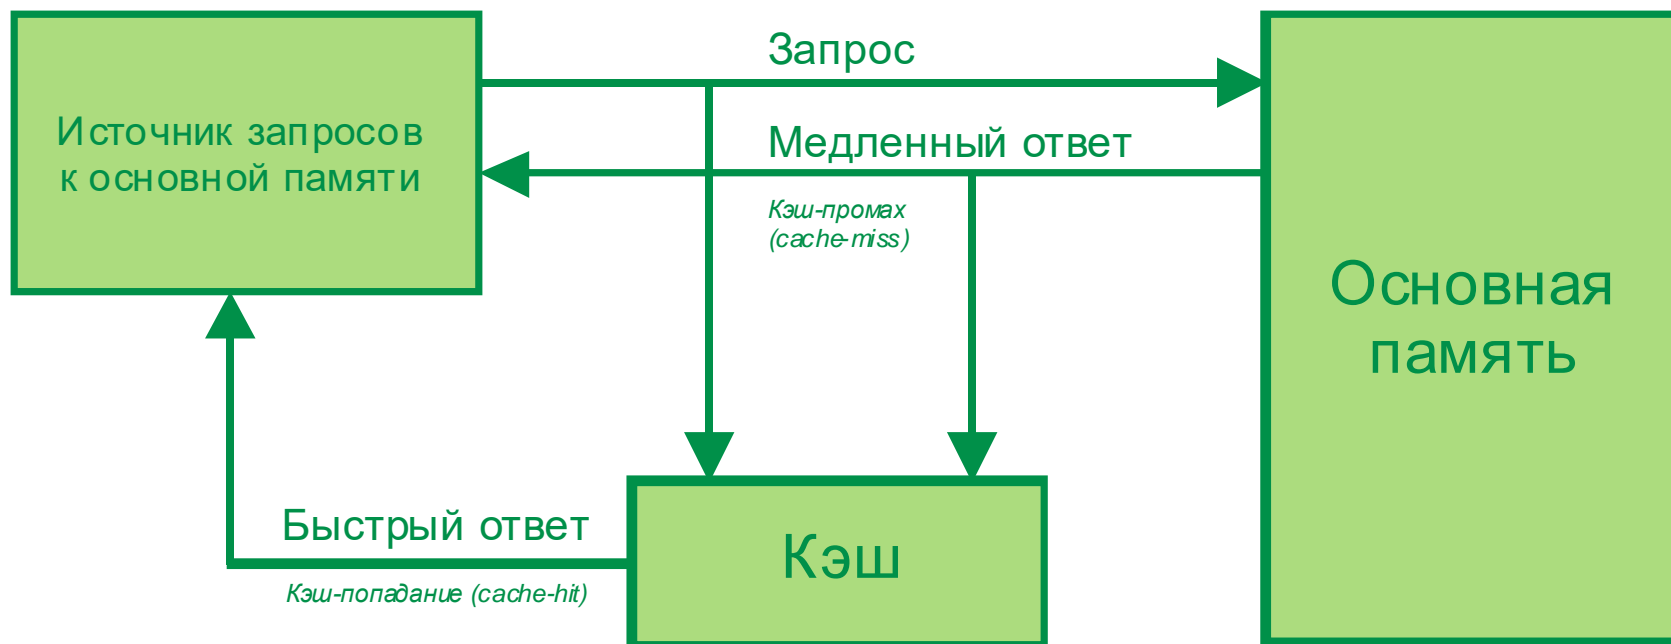 Запрос
Источник запросов
к основной памяти
Медленный ответ
Кэш-промах
(cache-miss)
Основная
память
Быстрый ответ
Кэш-попадание (cache-hit)
Кэш